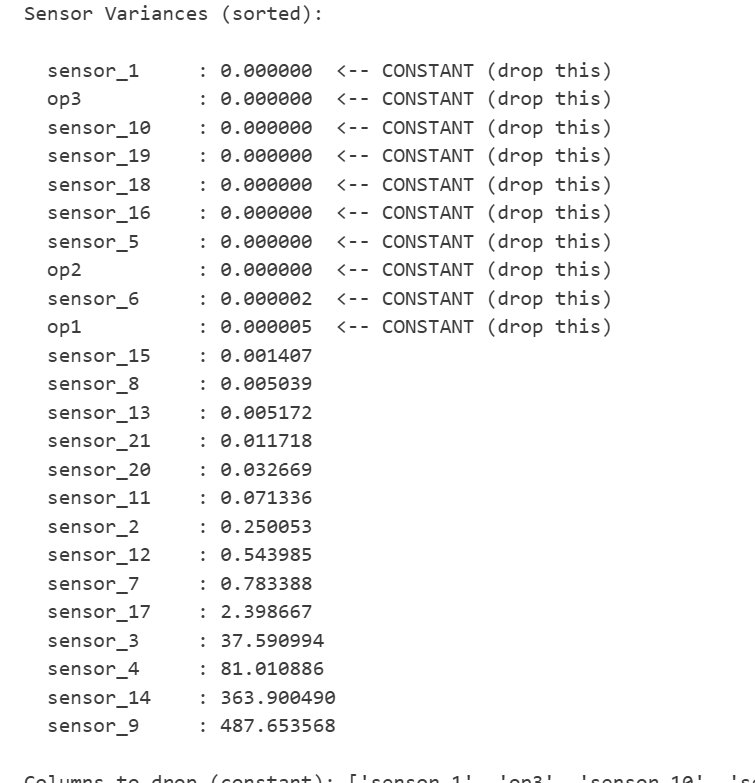 Sensor Variances (sorted):
sensor_1 : 0.000000 <-- CONSTANT (drop this)
op3 : 0.000000 <-- CONSTANT (drop this)
sensor_10 : 0.000000 <-- CONSTANT (drop this)
sensor_19 : 0.000000 <-- CONSTANT (drop this)
sensor_18 : 0.000000 <-- CONSTANT (drop this)
sensor_16 : 0.000000 <-- CONSTANT (drop this)
sensor_5 : 0.000000 <-- CONSTANT (drop this)
op2 : 0.000000 <-- CONSTANT (drop this)
sensor_6 : 0.000002 <-- CONSTANT (drop this)
op1 : 0.000005 <-- CONSTANT (drop this)
sensor_15 : 0.001407
sensor_8 : 0.005039
sensor_13 : 0.005172
sensor_21 : 0.011718
sensor_20 : 0.032669
sensor_11 : 0.071336
sensor_2 : 0.250053
sensor_12 : 0.543985
sensor_7 : 0.783388
sensor_17 : 2.398667
sensor_3 : 37.590994
sensor_4 : 81.010886
sensor_14 : 363.900490
sensor_9 : 487.653568
Columns to drop (constant): ['sensor_1', 'op3', 'sensor_10',